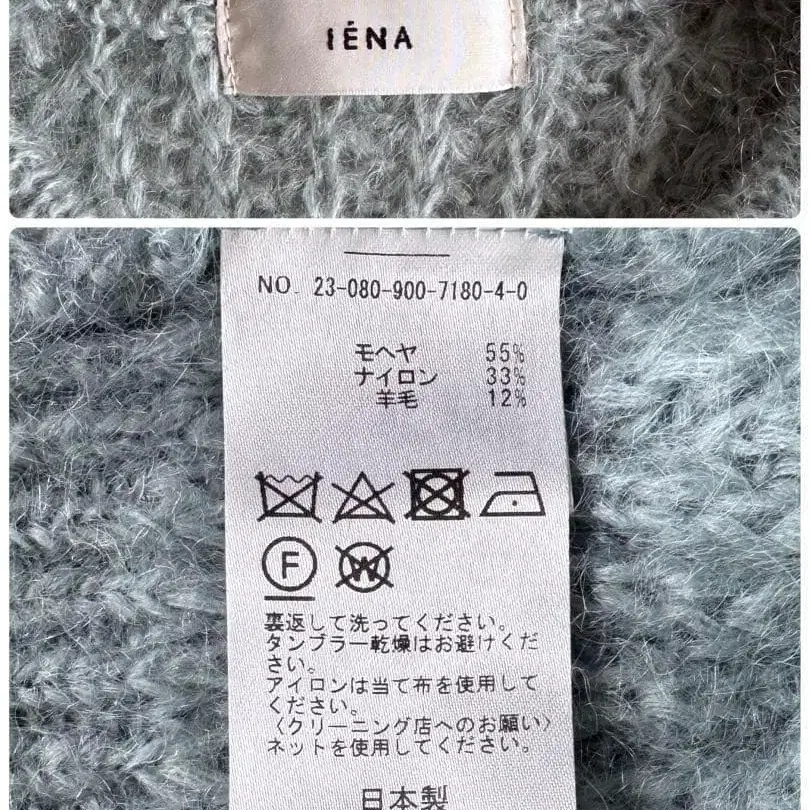 IÉNA
NO. 23-080-900-7180-4-0
モヘヤ 55%
ナイロン 33%
羊毛 12%
F
W
裏返して洗ってください。
タンブラー乾燥はお避けくだ
さい。
アイロンは当て布を使用して
ください。
〈クリーニング店へのお願い〉
ネットを使用してください。
日本製